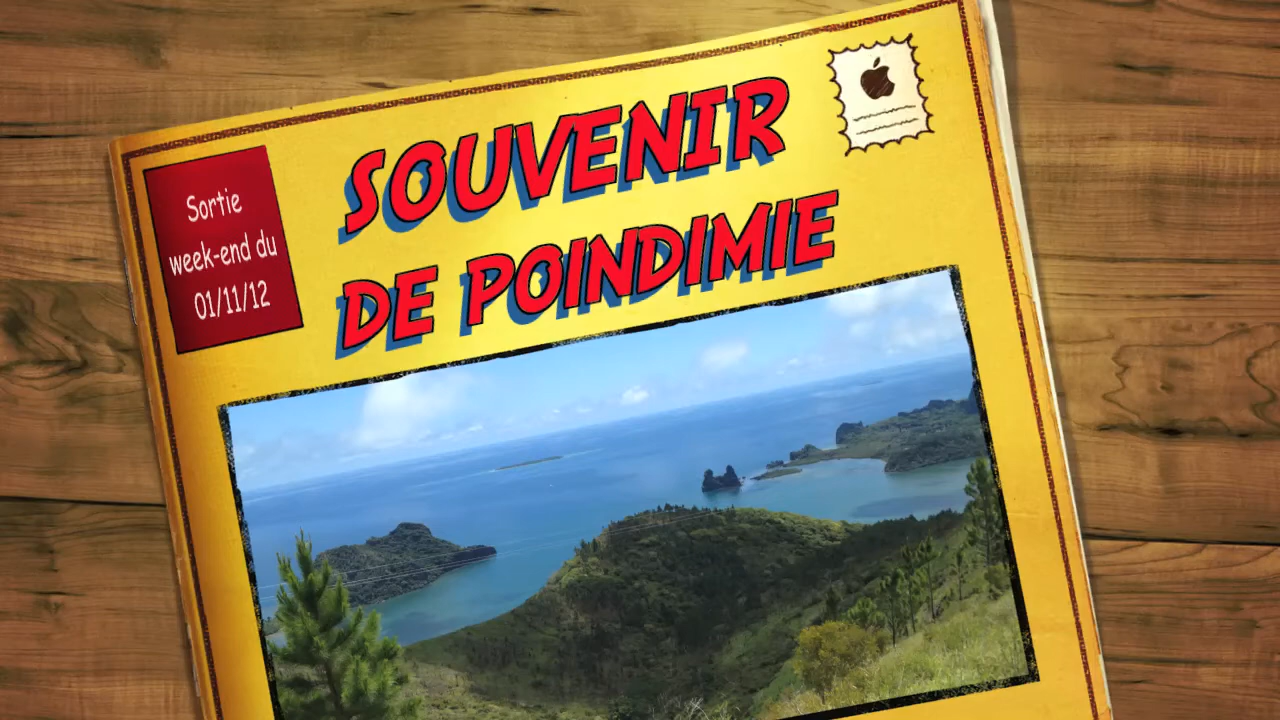 Sortie
week-end du
01/11/12
SOUVENIR
DE POINDIMIE